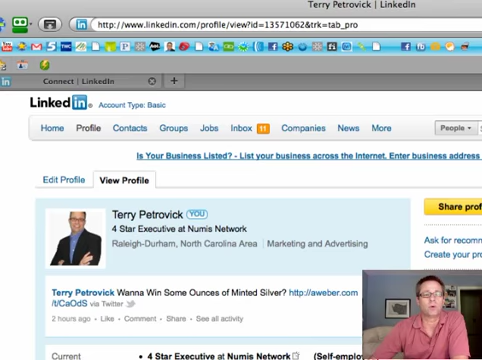 Terry Petrovick | LinkedIn
http://www.linkedin.com/profile/view?id=13571062&trk=tab_pro
Connect | LinkedIn
LinkedIn Account Type: Basic
Home Profile Contacts Groups Jobs Inbox 11 Companies News More People
Is Your Business Listed? - List your business across the Internet. Enter business address
Edit Profile View Profile
Share prof
Terry Petrovick YOU
4 Star Executive at Numis Network
Raleigh-Durham, North Carolina Area | Marketing and Advertising
Ask for recomm
Create your pro
Terry Petrovick Wanna Win Some Ounces of Minted Silver? http://aweber.com
/t/CaODS via Twitter
2 hours ago • Like • Comment • Share • See all activity
Current • 4 Star Executive at Numis Network (Self-employ